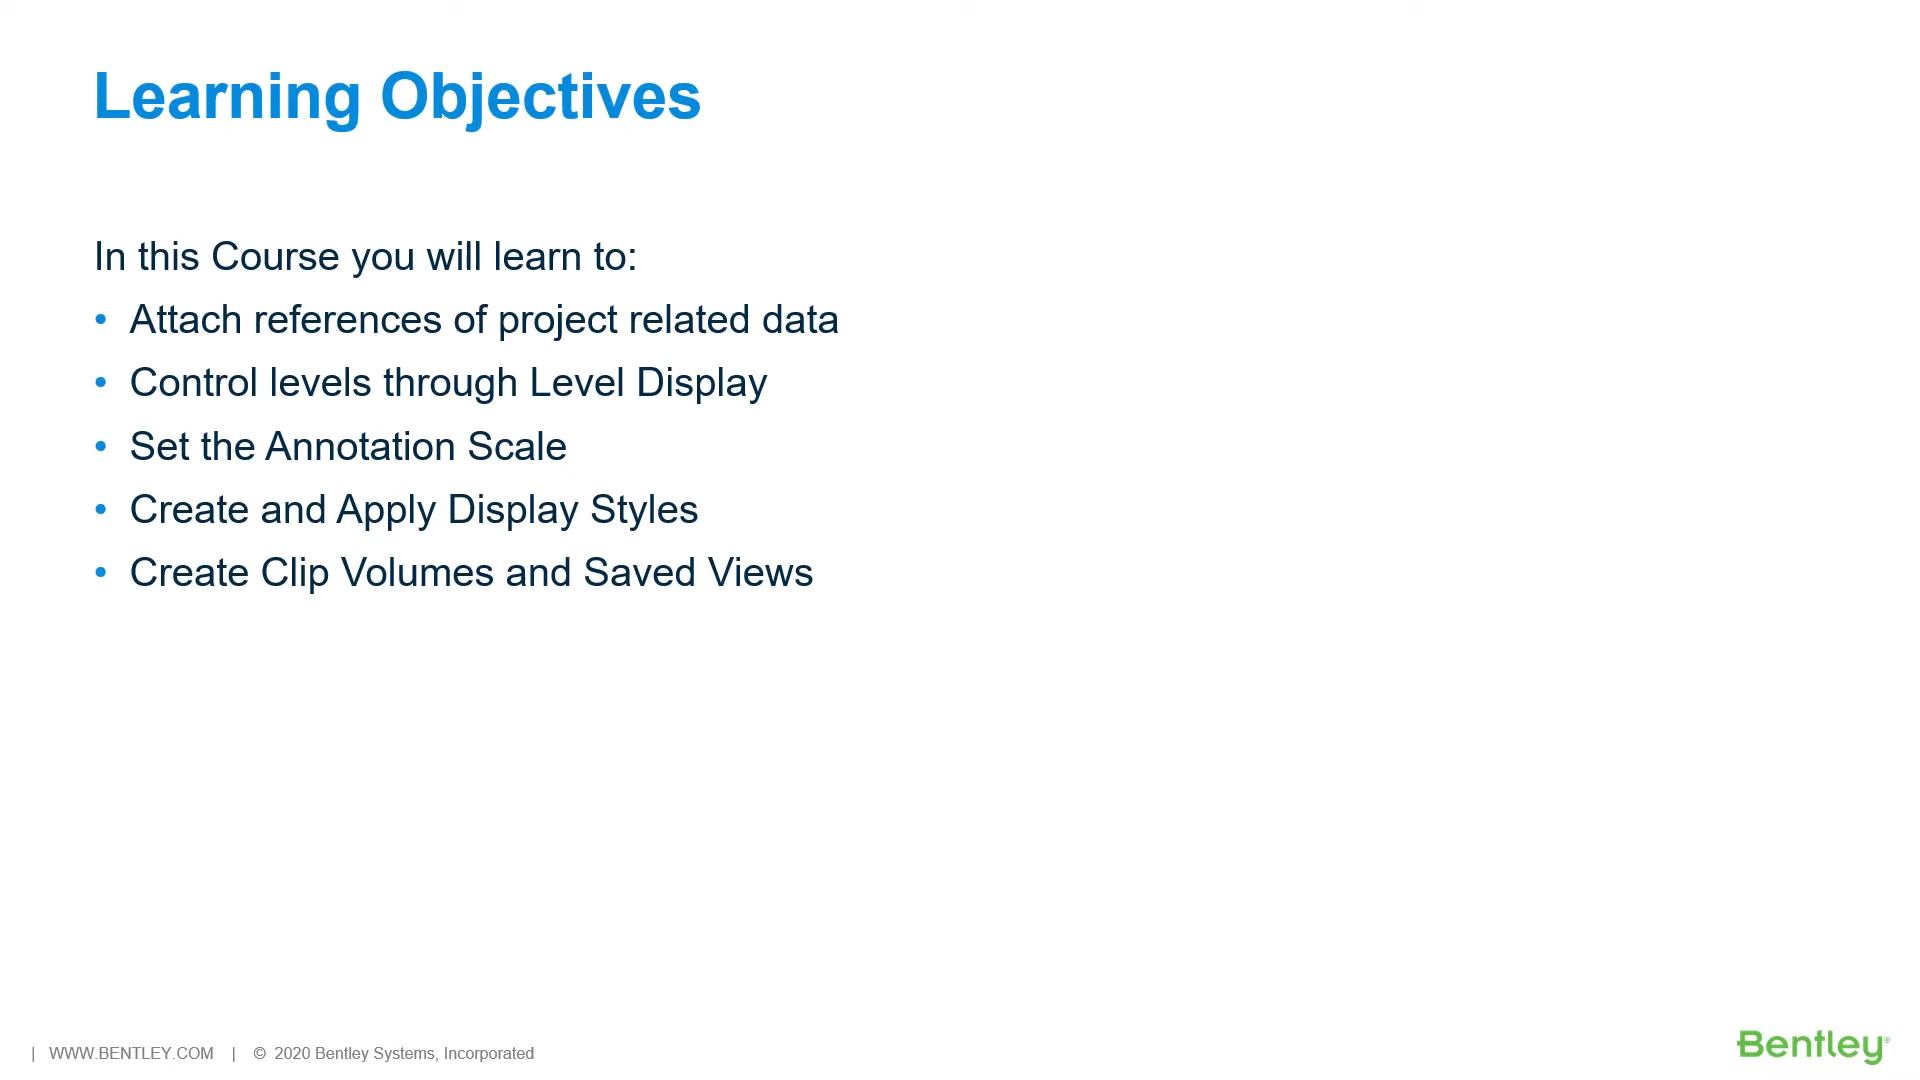 Learning Objectives
In this Course you will learn to:
• Attach references of project related data
• Control levels through Level Display
• Set the Annotation Scale
• Create and Apply Display Styles
• Create Clip Volumes and Saved Views
| WWW.BENTLEY.COM | © 2020 Bentley Systems, Incorporated
Bentley®